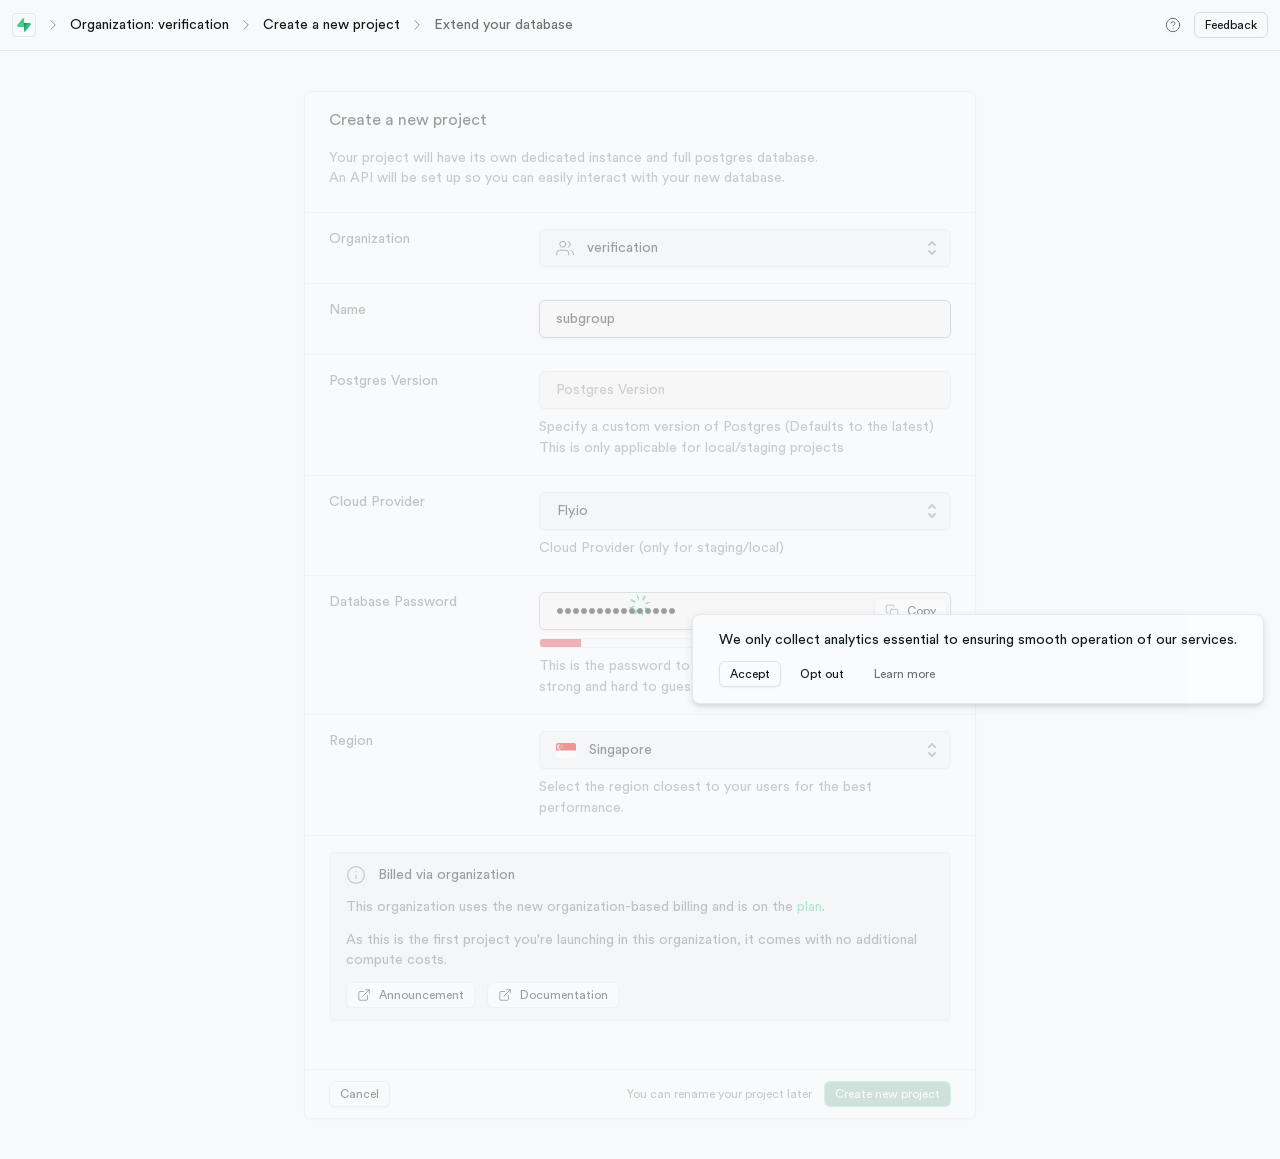 Organization: verification
Create a new project
Extend your database
Feedback
Create a new project
Your project will have its own dedicated instance and full postgres database.
An API will be set up so you can easily interact with your new database.
Organization
verification
Name
subgroup
Postgres Version
Postgres Version
Specify a custom version of Postgres (Defaults to the latest)
This is only applicable for local/staging projects
Cloud Provider
Fly.io
Cloud Provider (only for staging/local)
Database Password
Copy
This is the password to
strong and hard to
We only collect analytics essential to ensuring smooth operation of our services.
Accept
Opt out
Learn more
Region
Singapore
Select the region closest to your users for the best
performance.
Billed via organization
This organization uses the new organization-based billing and is on the plan.
As this is the first project you're launching in this organization, it comes with no additional
compute costs.
Announcement
Documentation
Cancel
You can rename your project later
Create new project